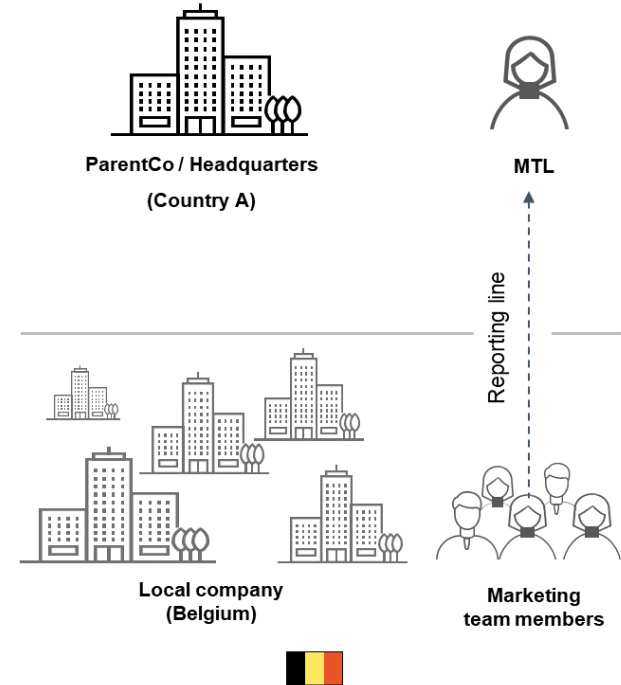 ParentCo / Headquarters
(Country A)
MTL
Reporting line
Local company
(Belgium)
Marketing
team members